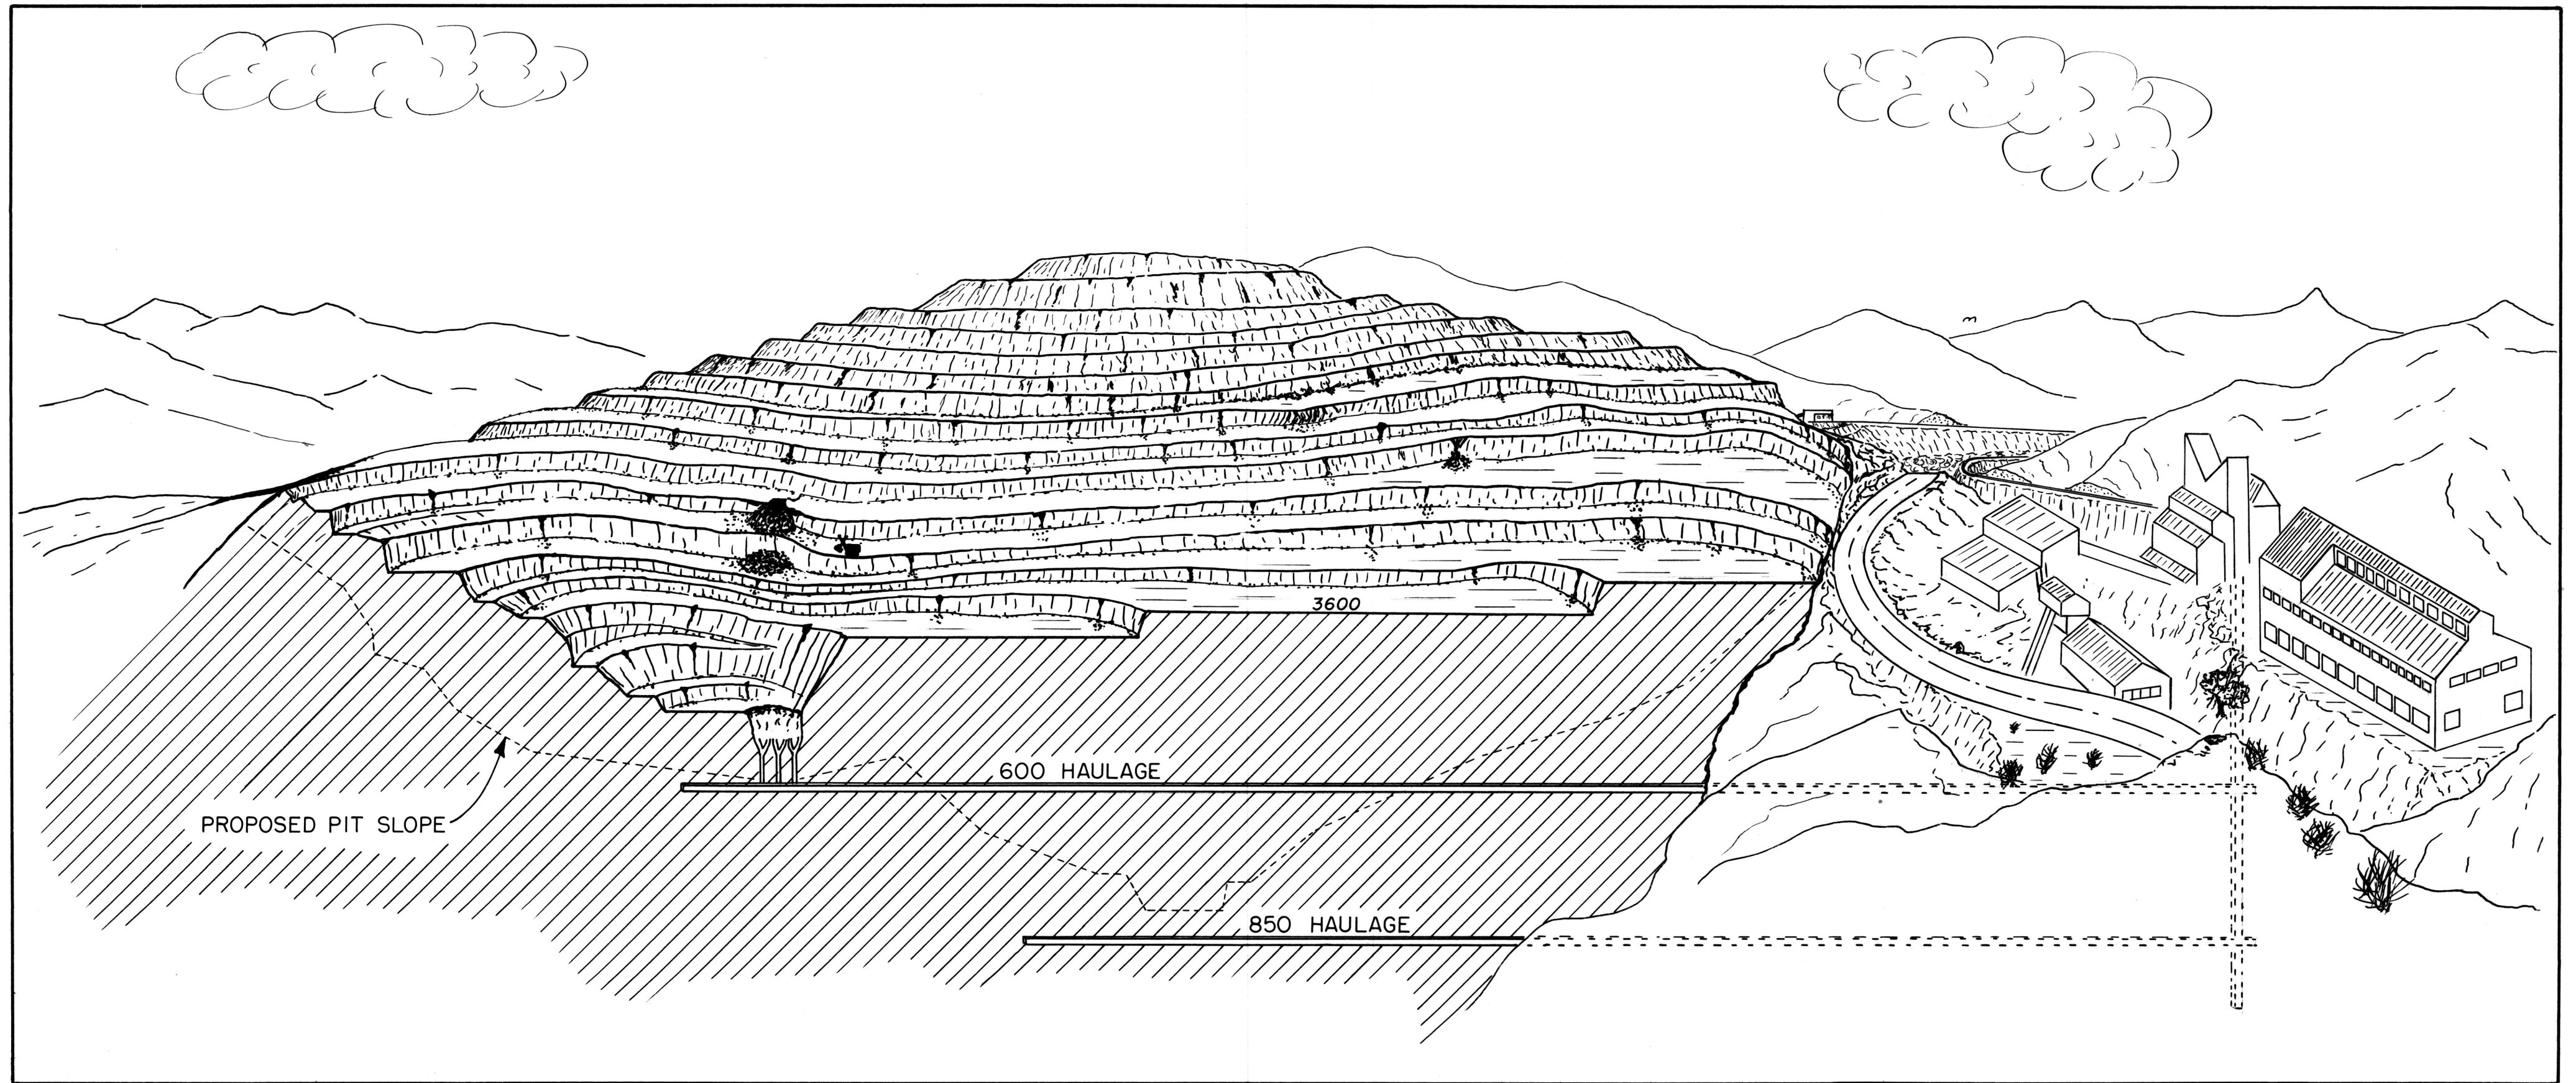 3600
600 HAULAGE
PROPOSED PIT SLOPE
850 HAULAGE